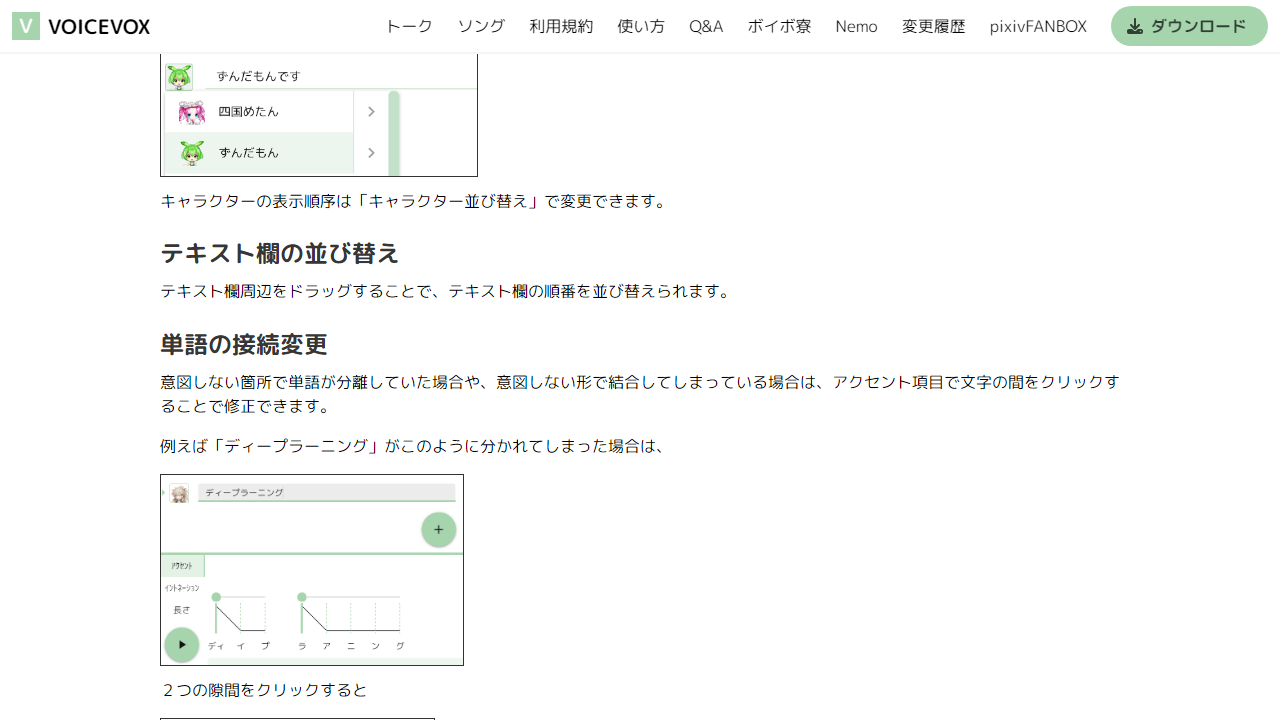 V VOICEVOX トーク ソング 利用規約 使い方 Q&A ボイボ寮 Nemo 変更履歴 pixivFANBOX ダウンロード
ずんだもんです
四国めたん
ずんだもん
キャラクターの表示順序は「キャラクター並び替え」で変更できます。
テキスト欄の並び替え
テキスト欄周辺をドラッグすることで、テキスト欄の順番を並び替えられます。
単語の接続変更
意図しない箇所で単語が分離していた場合や、意図しない形で結合してしまっている場合は、アクセント項目で文字の間をクリックす
ることで修正できます。
例えば「ディープラーニング」がこのように分かれてしまった場合は、
ディープラーニング
アクセント
イントネーション
長さ
ディ イ プ ラ ア ニ ン グ
２つの隙間をクリックすると